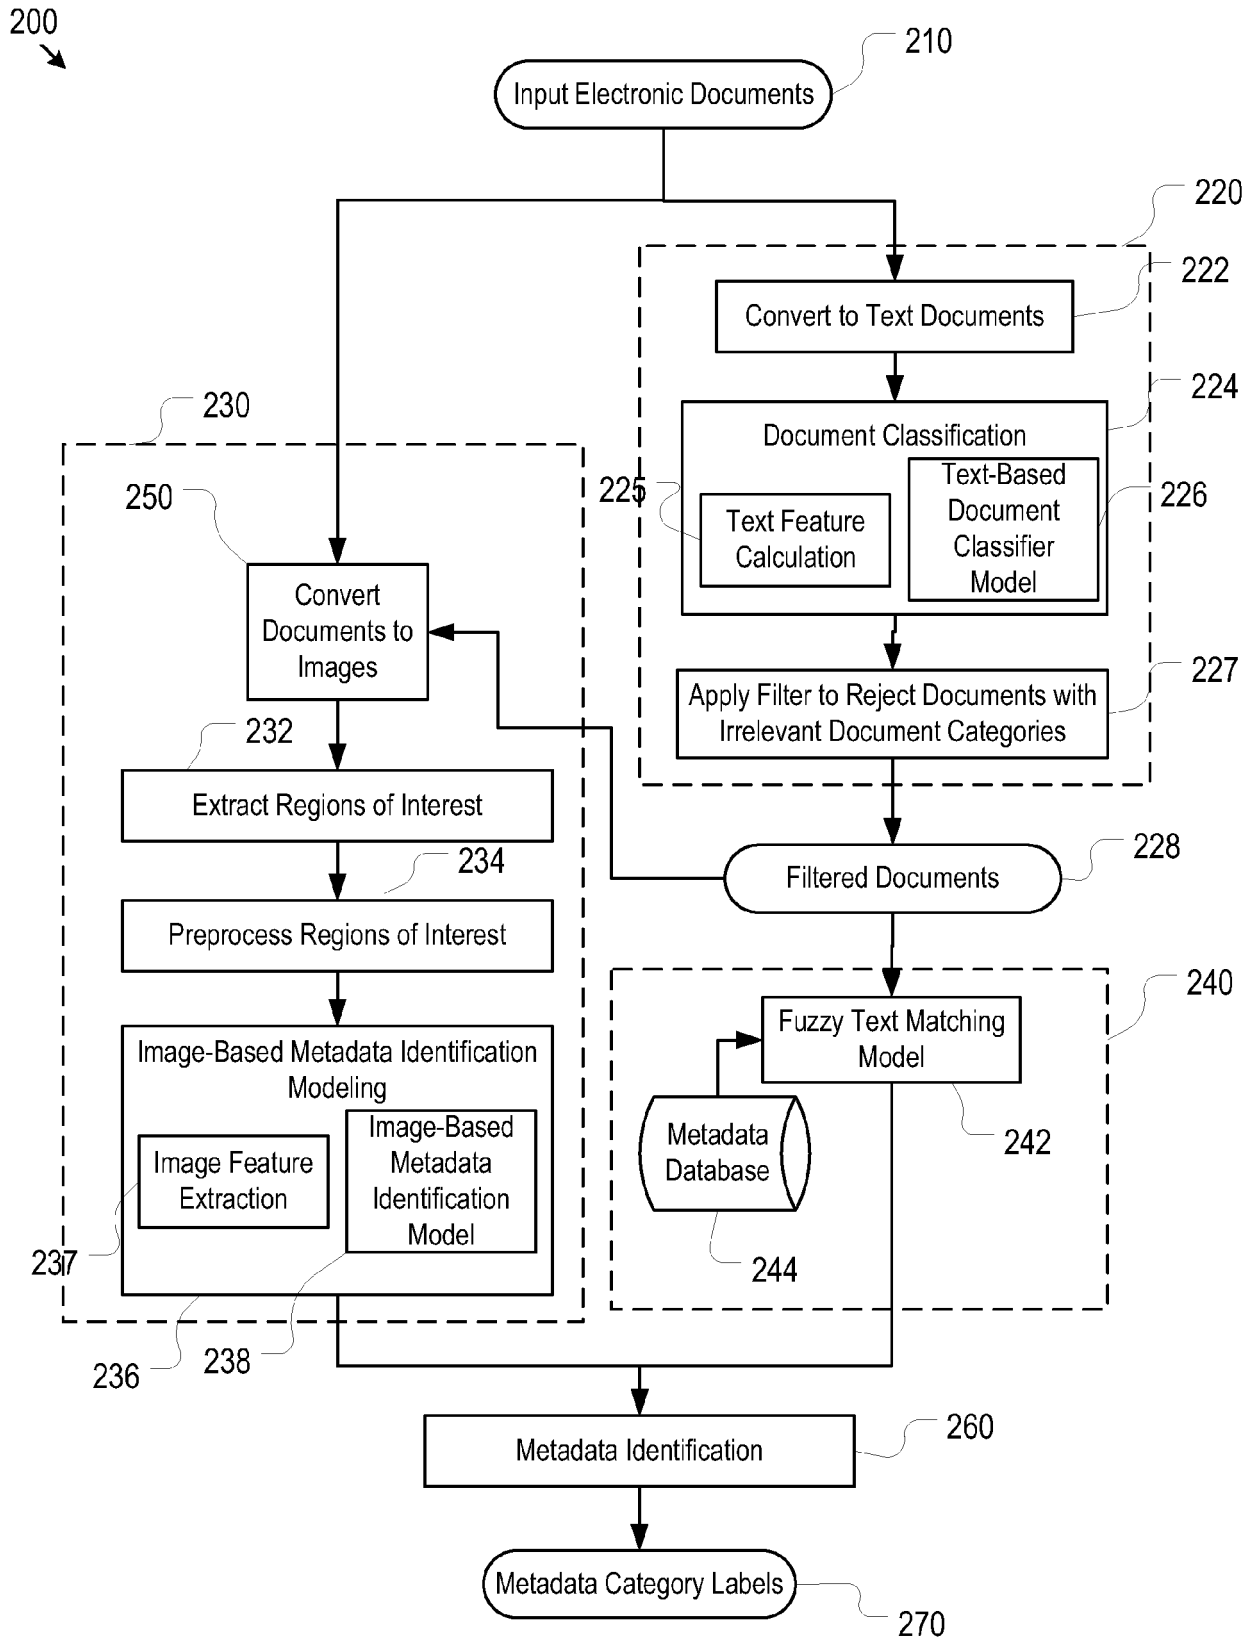 200
210
Input Electronic Documents
220
222
Convert to Text Documents
224
Document Classification
225
Text Feature
Calculation
Text-Based
Document
Classifier
Model
226
227
Apply Filter to Reject Documents with
Irrelevant Document Categories
228
Filtered Documents
230
250
Convert
Documents to
Images
232
Extract Regions of Interest
234
Preprocess Regions of Interest
Image-Based Metadata Identification
Modeling
Image Feature
Extraction
Image-Based
Metadata
Identification
Model
237
236
238
240
Fuzzy Text Matching
Model
242
Metadata
Database
244
260
Metadada Identification
Metadata Category Labels
270